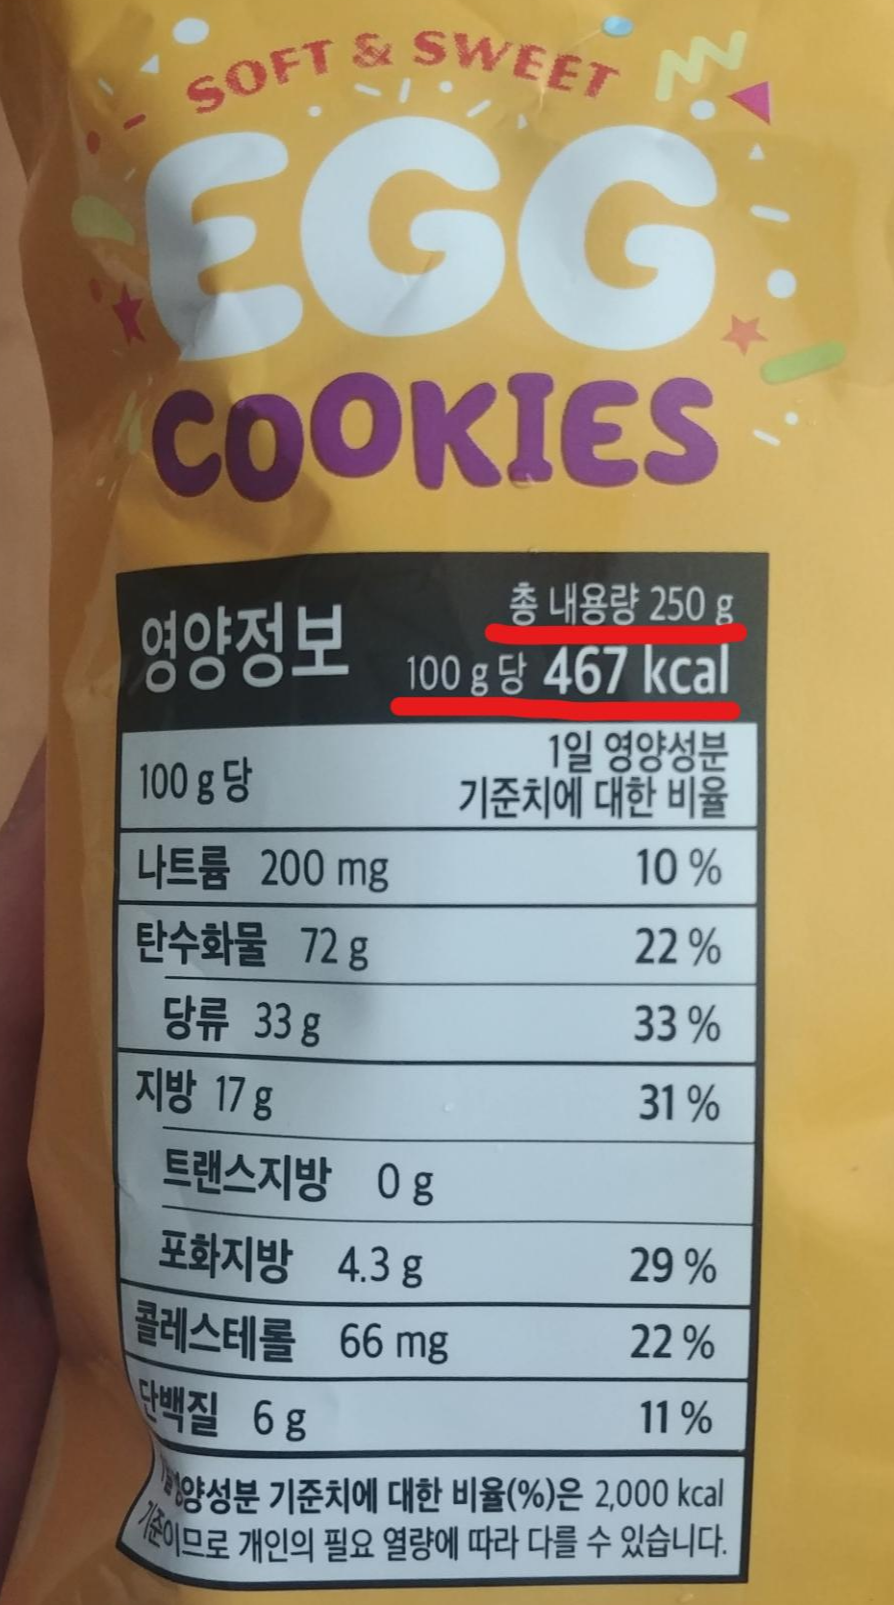 SOFT & SWEET
EGG
COOKIES
영양정보
총 내용량 250 g
100 g당 467 kcal
100 g당
1일 영양성분
기준치에 대한 비율
나트륨 200 mg 10 %
탄수화물 72 g 22 %
당류 33 g 33 %
지방 17 g 31 %
트랜스지방 0 g
포화지방 4.3 g 29 %
콜레스테롤 66 mg 22 %
단백질 6 g 11 %
영양성분 기준치에 대한 비율(%)은 2,000 kcal
기준이므로 개인의 필요 열량에 따라 다를 수 있습니다.